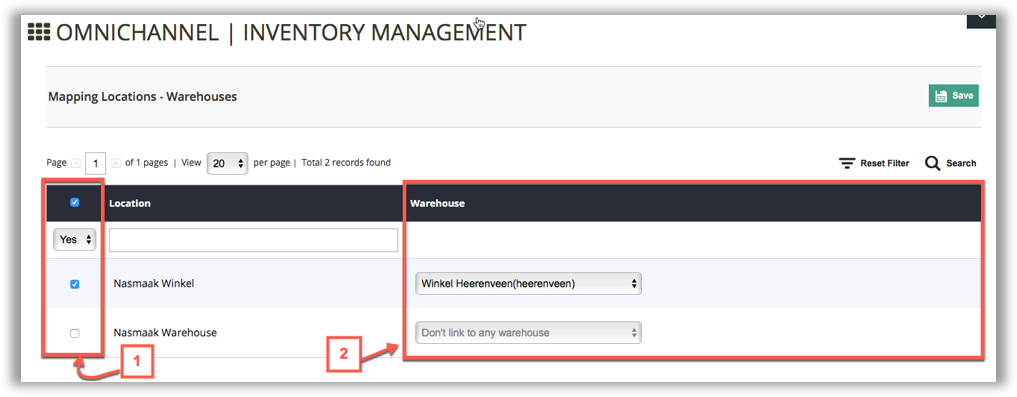 OMNICHANNEL | INVENTORY MANAGEMENT
Mapping Locations - Warehouses
Save
Page 1 of 1 pages | View 20 per page | Total 2 records found
Reset Filter Search
Location Warehouse
Yes
Nasmaak Winkel Winkel Heerenveen(heerenveen)
Nasmaak Warehouse Don't link to any warehouse
1
2